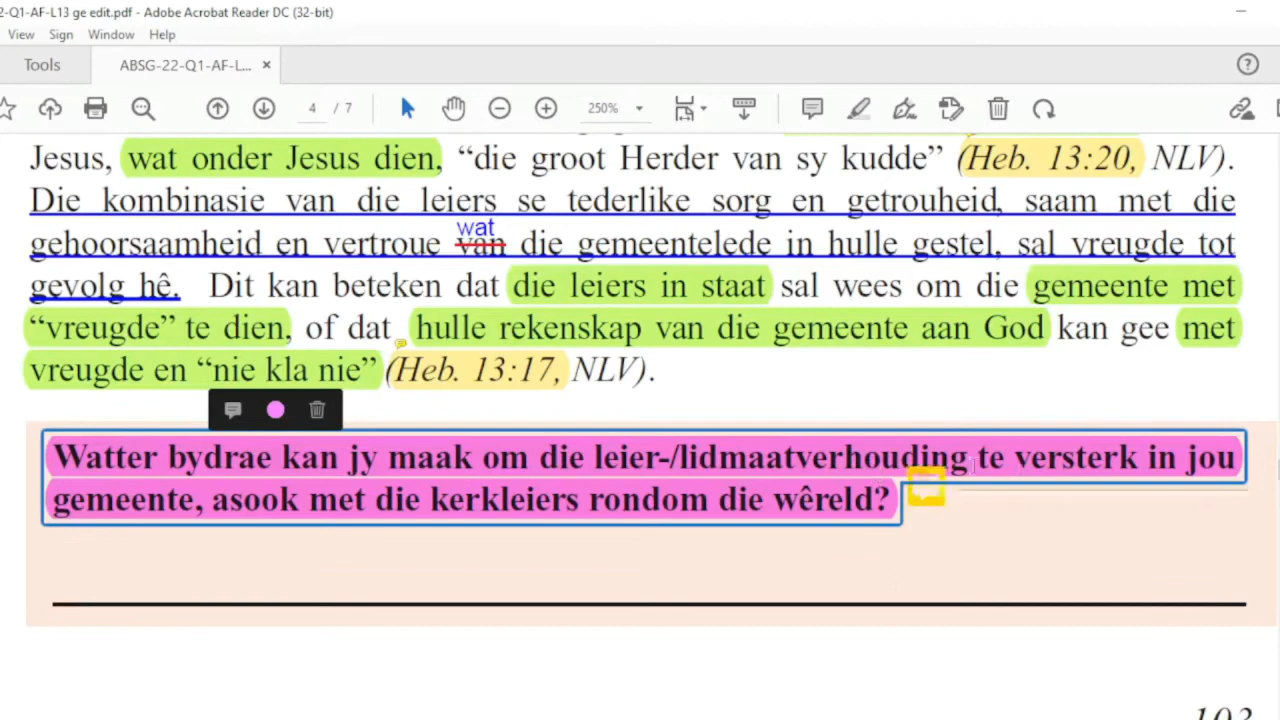 2-Q1-AF-L13 ge edit.pdf - Adobe Acrobat Reader DC (32-bit)
View Sign Window Help
Tools ABSG-22-Q1-AF-L... ×
4 / 7 250%
Jesus, wat onder Jesus dien, “die groot Herder van sy kudde” (Heb. 13:20, NLV).
Die kombinasie van die leiers se tederlike sorg en getrouheid, saam met die
wat
gehoorsaamheid en vertroue van die gemeentelede in hulle gestel, sal vreugde tot
gevolg hê. Dit kan beteken dat die leiers in staat sal wees om die gemeente met
“vreugde” te dien, of dat hulle rekenskap van die gemeente aan God kan gee met
vreugde en “nie kla nie” (Heb. 13:17, NLV).
Watter bydrae kan jy maak om die leier-/lidmaatverhouding te versterk in jou
gemeente, asook met die kerkleiers rondom die wêreld?